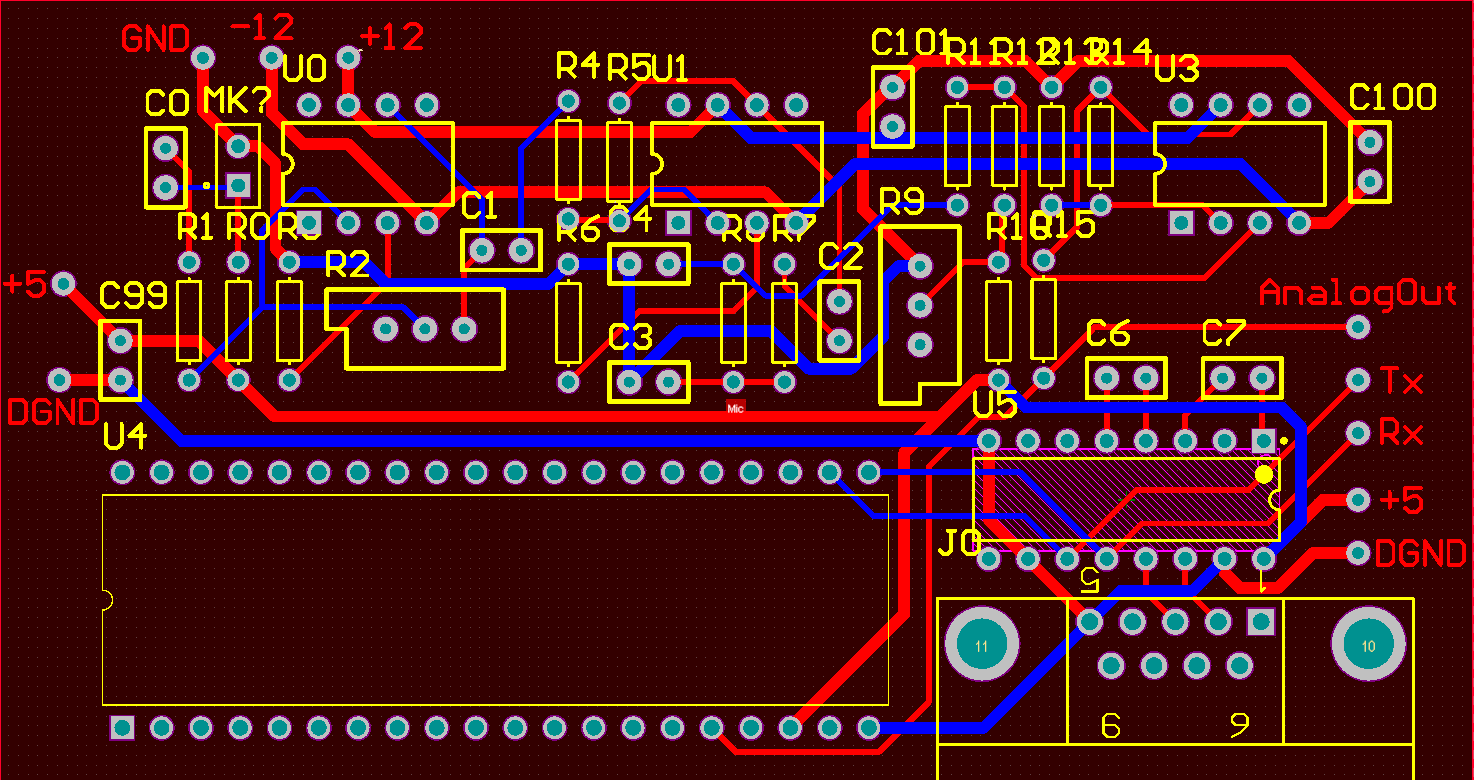 GND -12 +12
C0 MK? U0 R4 R5 U1 C101 R11 R12 R13 R14 U3 C100
R1 R0 C1 R6 C4 R8 R7 R9 R15
+5 C99 R2 C2 AnalogOut
C3 C6 C7
DGND Mic U5 Tx
U4 Rx
+5
J0 DGND
5 1
11 10
9 6